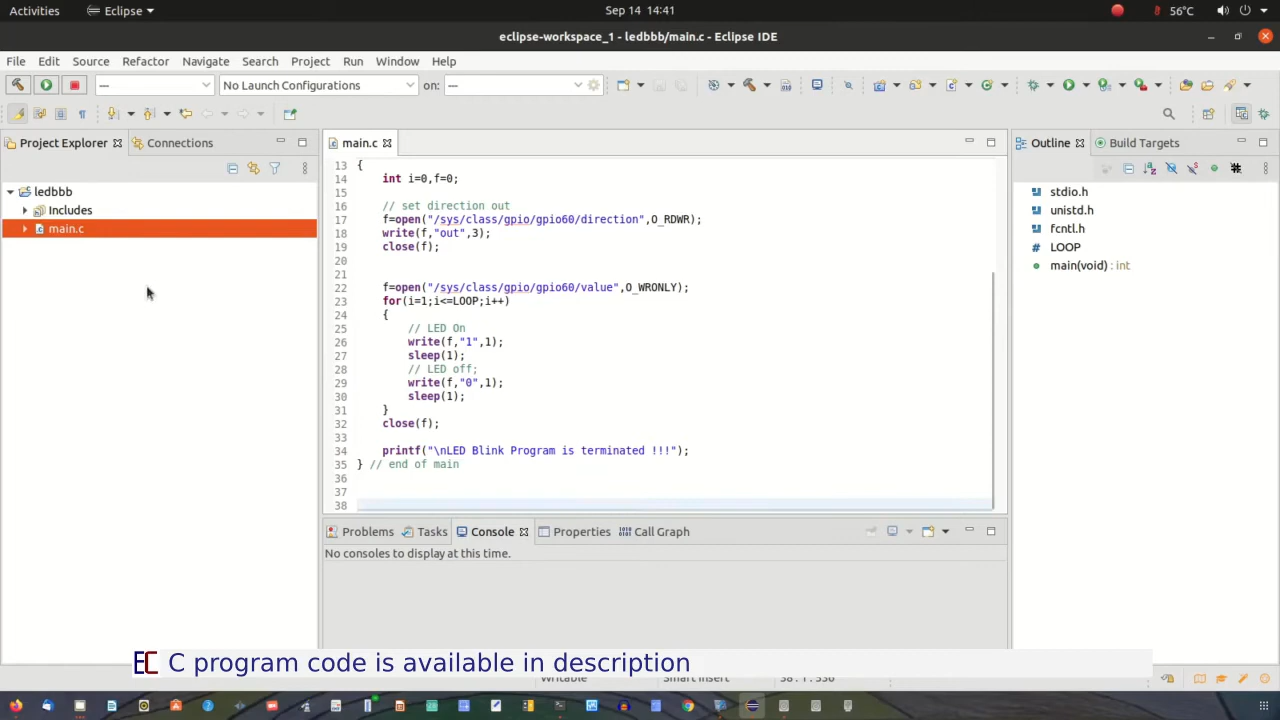 Activities Eclipse Sep 14 14:41 56°C
eclipse-workspace_1 - ledbbb/main.c - Eclipse IDE
File Edit Source Refactor Navigate Search Project Run Window Help
--- No Launch Configurations on: ---
Project Explorer Connections main.c Outline Build Targets
ledbbb
Includes
main.c
13 {
14 int i=0,f=0;
15
16 // set direction out
17 f=open("/sys/class/gpio/gpio60/direction",O_RDWR);
18 write(f,"out",3);
19 close(f);
20
21
22 f=open("/sys/class/gpio/gpio60/value",O_WRONLY);
23 for(i=1;i<=LOOP;i++)
24 {
25 // LED On
26 write(f,"1",1);
27 sleep(1);
28 // LED off;
29 write(f,"0",1);
30 sleep(1);
31 }
32 close(f);
33
34 printf("\nLED Blink Program is terminated !!!");
35 } // end of main
36
37
38
stdio.h
unistd.h
fcntl.h
# LOOP
main(void) : int
Problems Tasks Console Properties Call Graph
No consoles to display at this time.
EC C program code is available in description
Writable Smart Insert 38:1:536